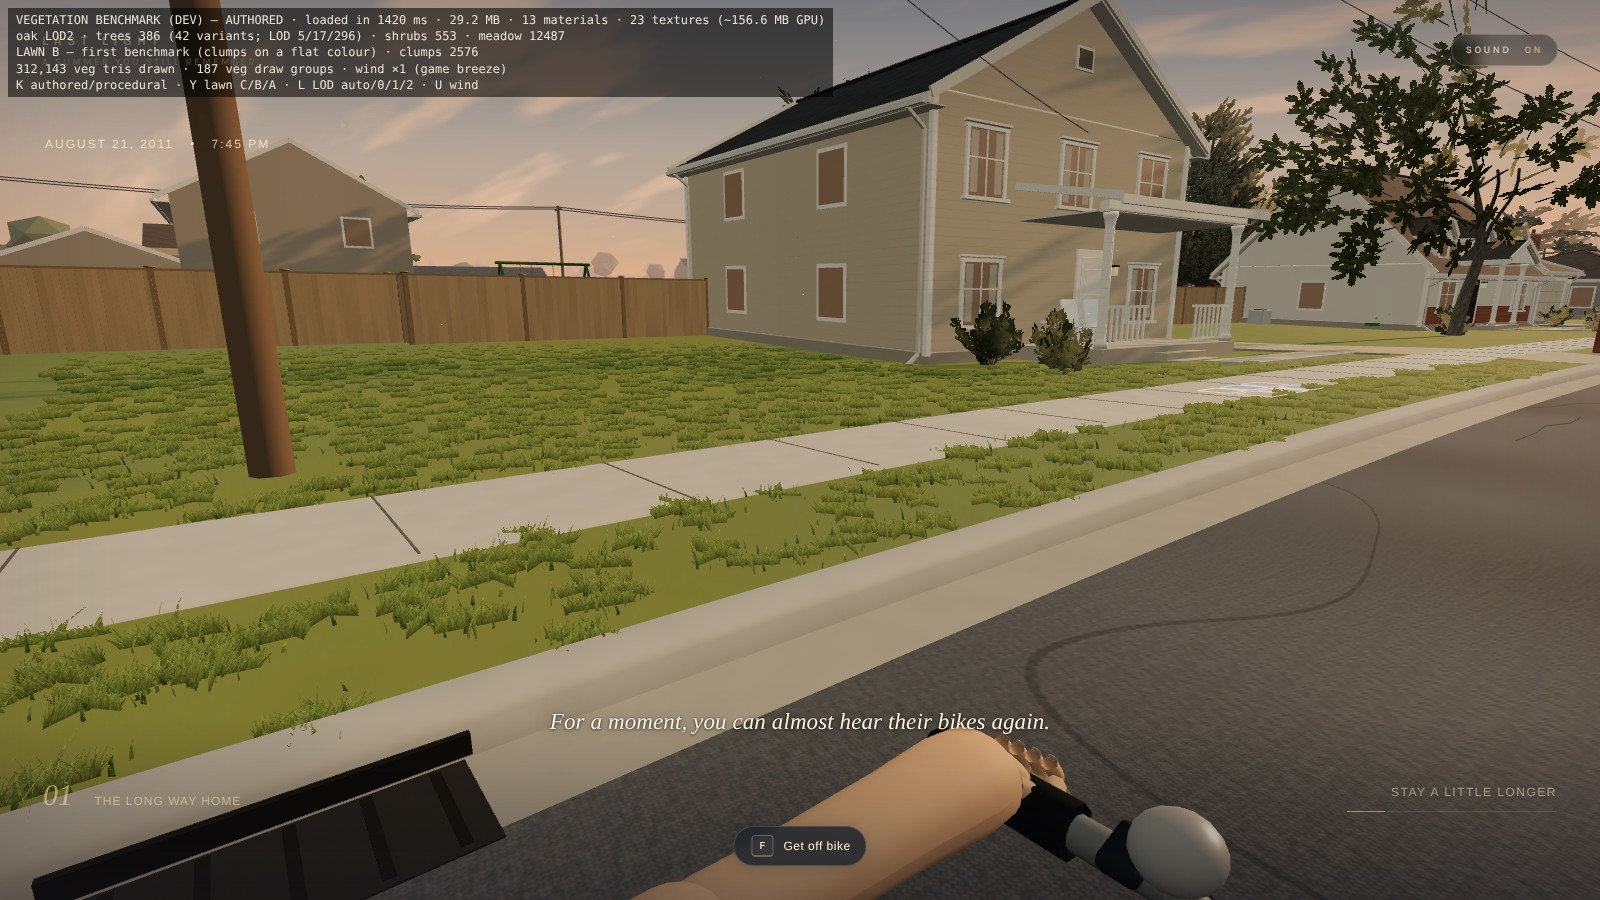 VEGETATION BENCHMARK (DEV) — AUTHORED · loaded in 1420 ms · 29.2 MB · 13 materials · 23 textures (~156.6 MB GPU)
oak LOD2 · trees 386 (42 variants; LOD 5/17/296) · shrubs 553 · meadow 12487
LAWN B — first benchmark (clumps on a flat colour) · clumps 2576
312,143 veg tris drawn · 187 veg draw groups · wind ×1 (game breeze)
K authored/procedural · Y lawn C/B/A · L LOD auto/0/1/2 · U wind
LAST LIGHT
SOUND ON
AUGUST 21, 2011 • 7:45 PM
For a moment, you can almost hear their bikes again.
01 THE LONG WAY HOME
STAY A LITTLE LONGER
F Get off bike